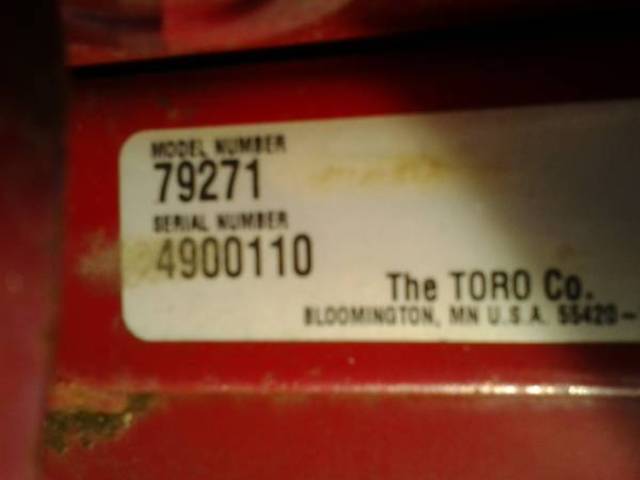 MODEL NUMBER
79271
SERIAL NUMBER
4900110
The TORO Co.
BLOOMINGTON, MN U.S.A. 55420-